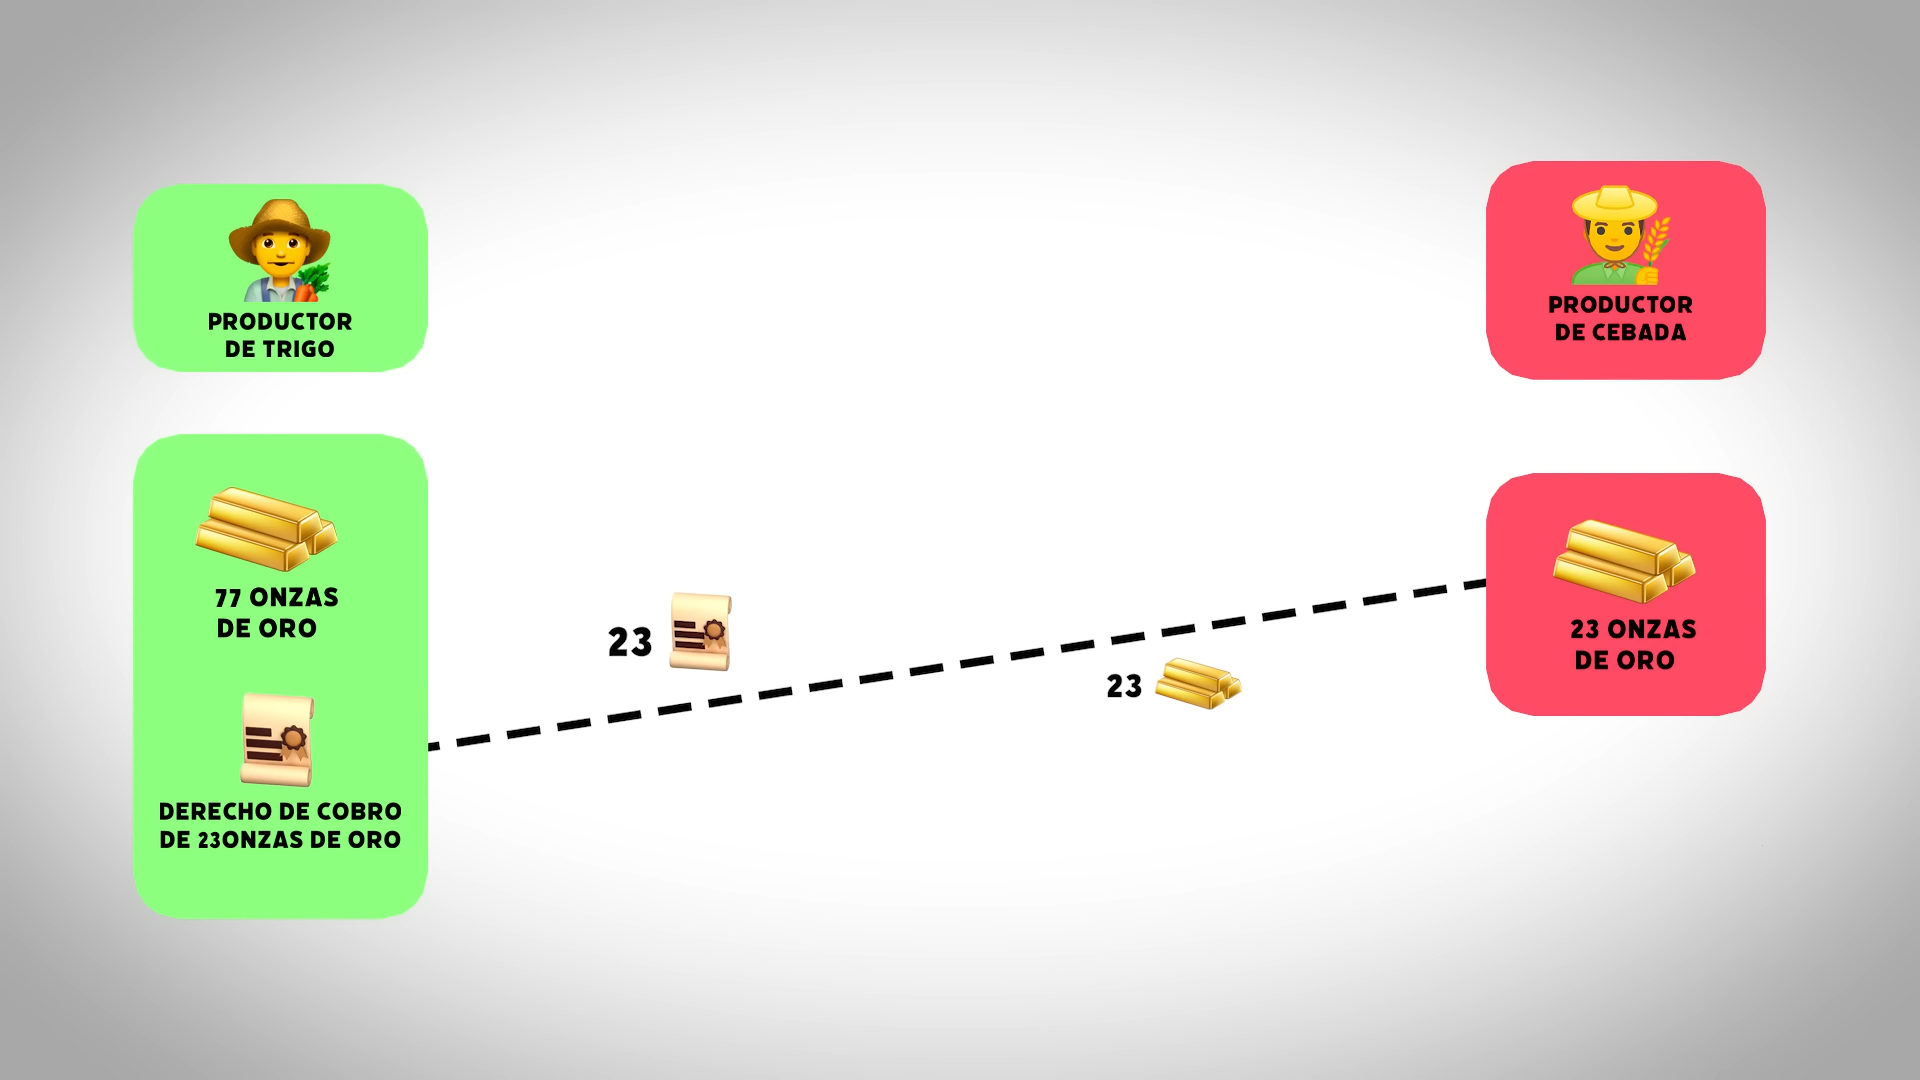 PRODUCTOR
DE TRIGO
PRODUCTOR
DE CEBADA
77 ONZAS
DE ORO
23
23
23 ONZAS
DE ORO
DERECHO DE COBRO
DE 23ONZAS DE ORO